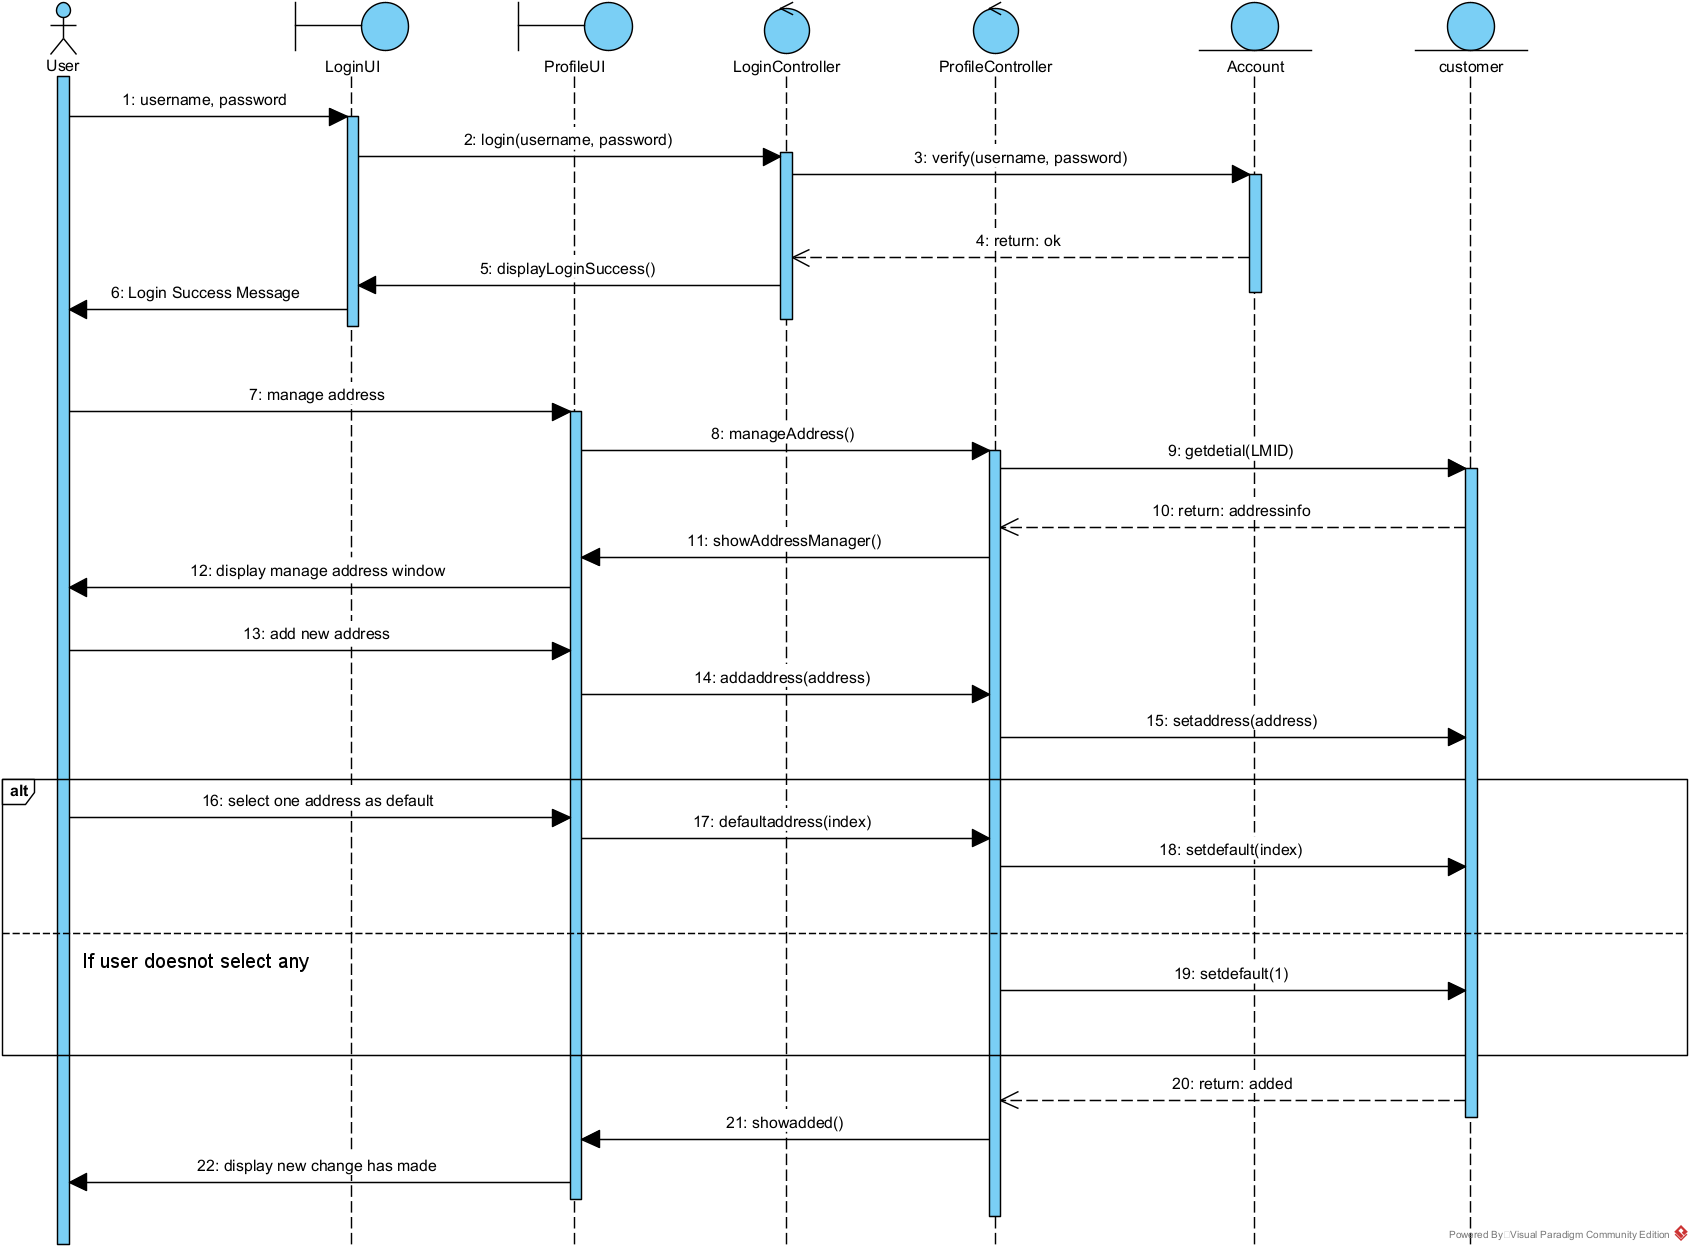 User
LoginUI
ProfileUI
LoginController
ProfileController
Account
customer
1: username, password
2: login(username, password)
3: verify(username, password)
4: return: ok
5: displayLoginSuccess()
6: Login Success Message
7: manage address
8: manageAddress()
9: getdetial(LMID)
10: return: addressinfo
11: showAddressManager()
12: display manage address window
13: add new address
14: addaddress(address)
15: setaddress(address)
alt
16: select one address as default
17: defaultaddress(index)
18: setdefault(index)
If user doesnot select any
19: setdefault(1)
20: return: added
21: showadded()
22: display new change has made
Powered By Visual Paradigm Community Edition